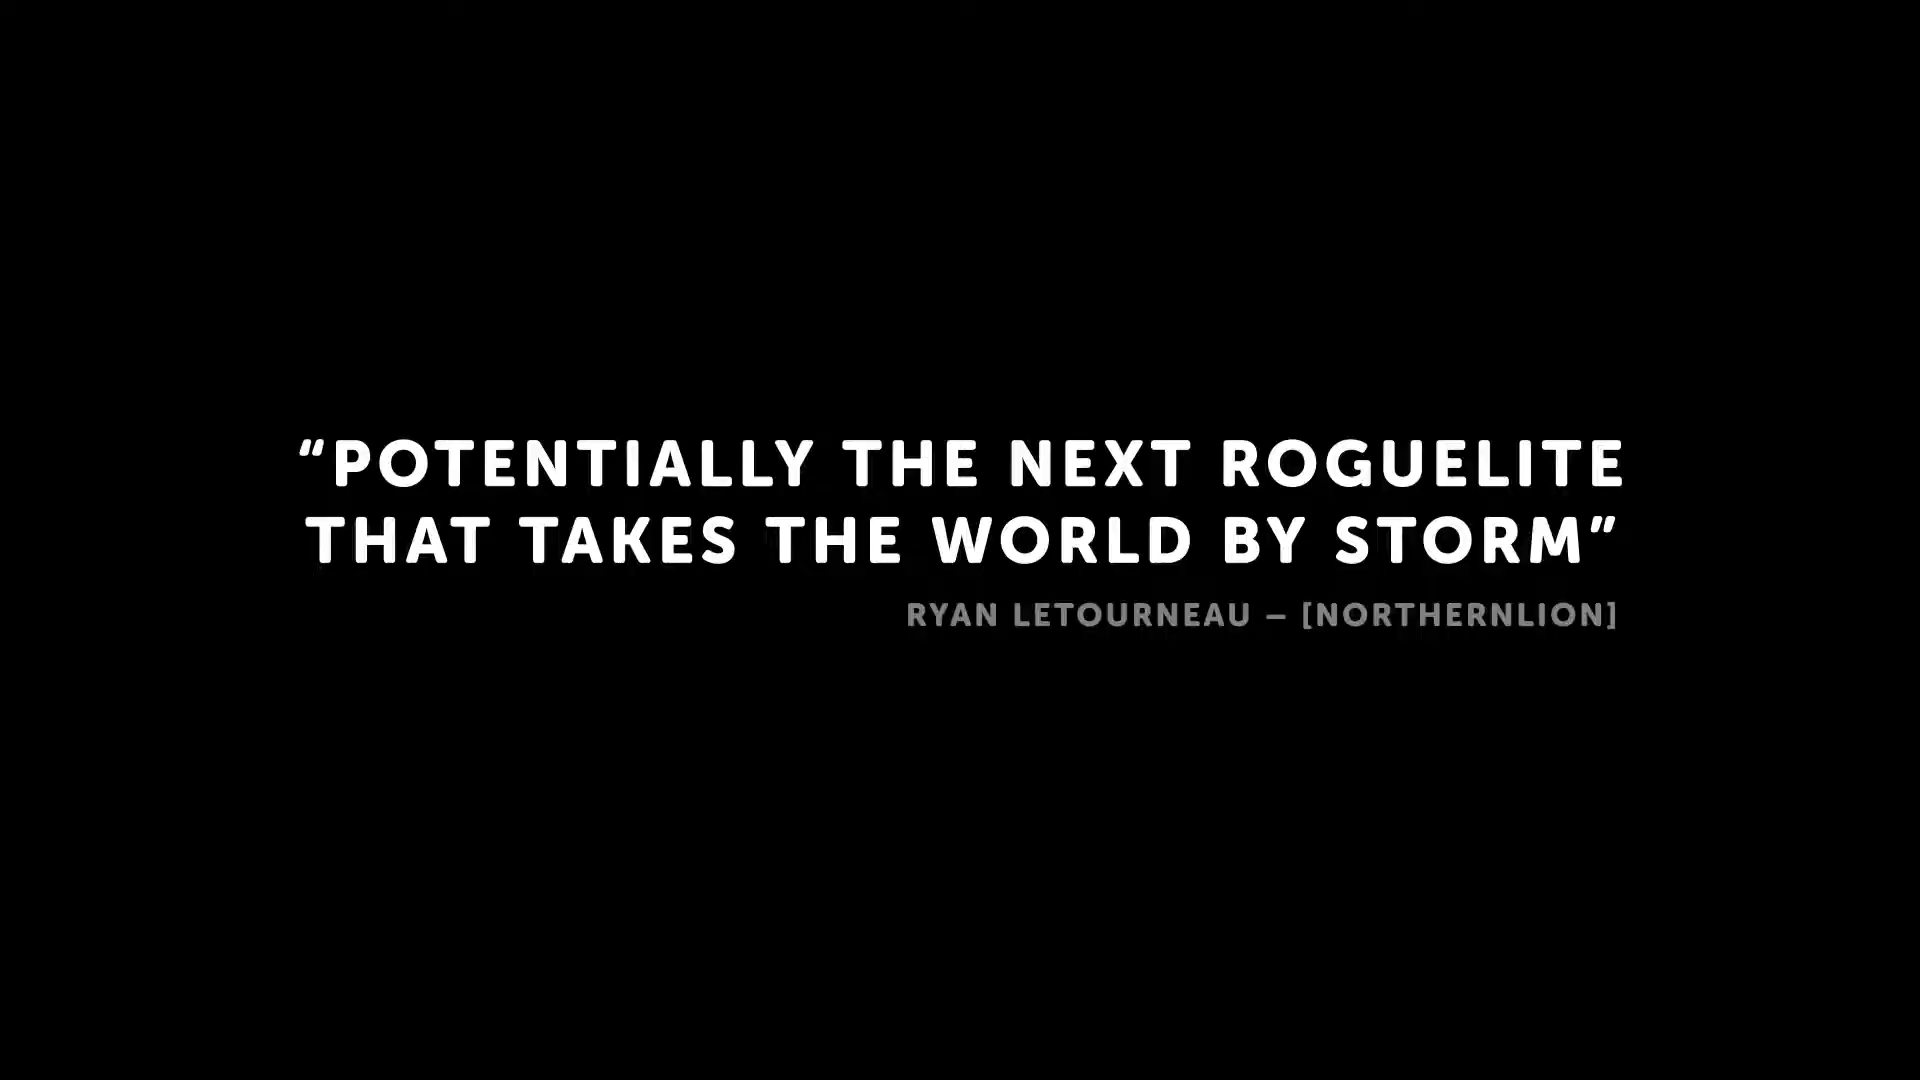 “POTENTIALLY THE NEXT ROGUELITE
THAT TAKES THE WORLD BY STORM”
RYAN LETOURNEAU – [NORTHERNLION]